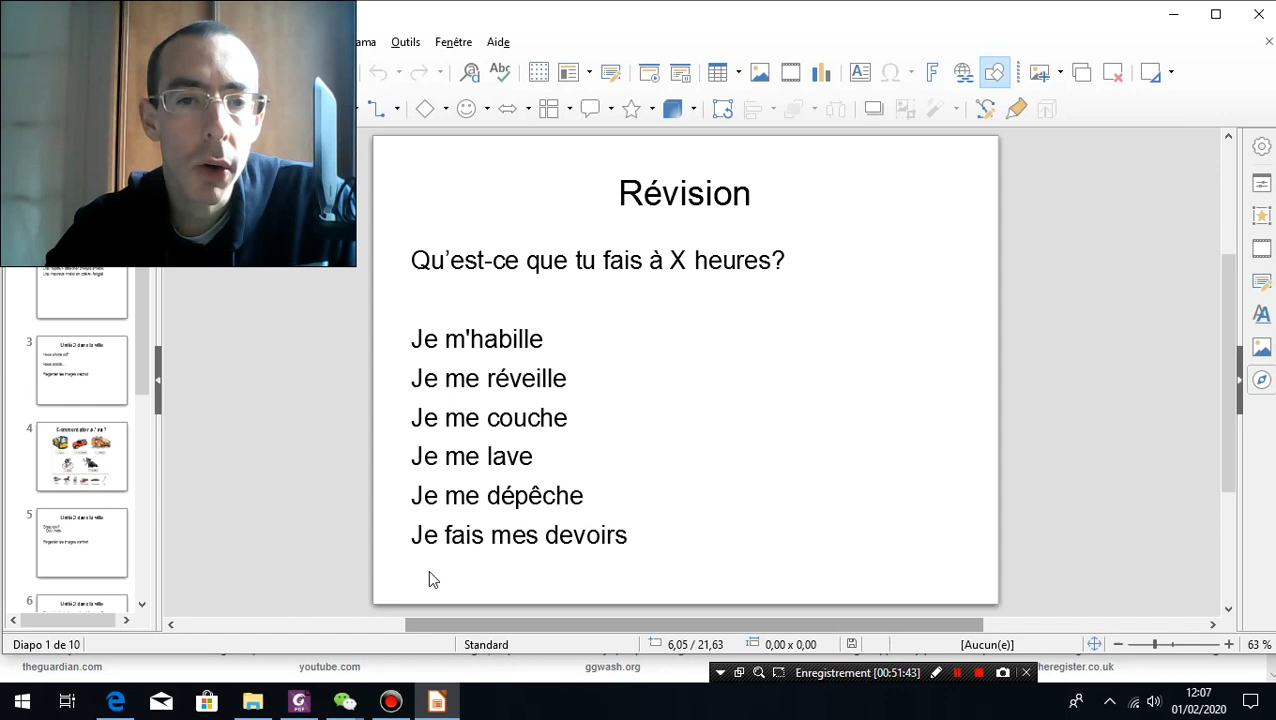 Outils Fenêtre Aide
Révision
Qu'est-ce que tu fais à X heures?
Je m'habille
Je me réveille
Je me couche
Je me lave
Je me dépêche
Je fais mes devoirs
3
4
5
6
Diapo 1 de 10
Standard
6,05 / 21,63
0,00 x 0,00
[Aucun(e)]
63 %
theguardian.com
youtube.com
ggwash.org
heregister.co.uk
Enregistrement [00:51:43]
12:07
01/02/2020